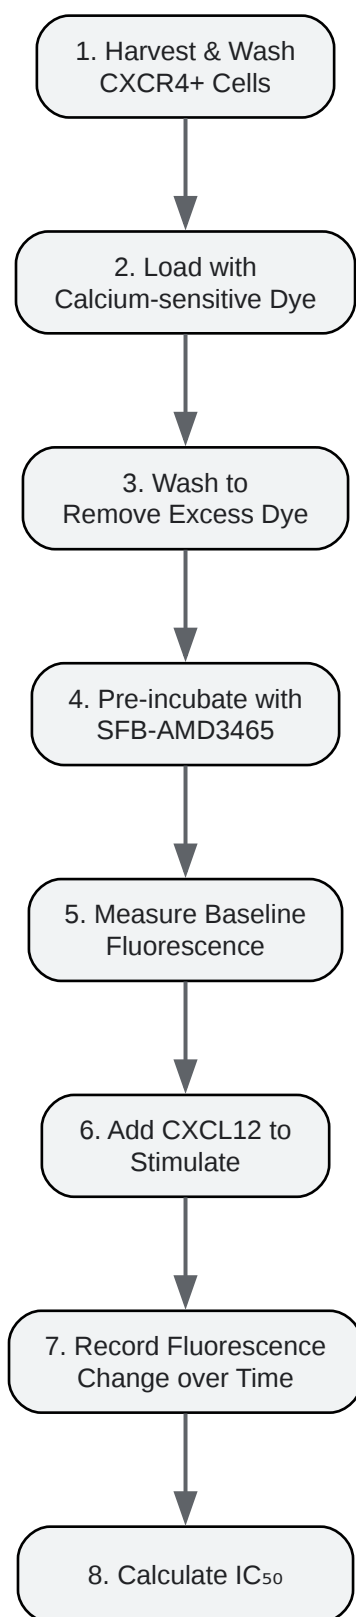 1. Harvest & Wash
CXCR4+ Cells
2. Load with
Calcium-sensitive Dye
3. Wash to
Remove Excess Dye
4. Pre-incubate with
SFB-AMD3465
5. Measure Baseline
Fluorescence
6. Add CXCL12 to
Stimulate
7. Record Fluorescence
Change over Time
8. Calculate IC₅₀